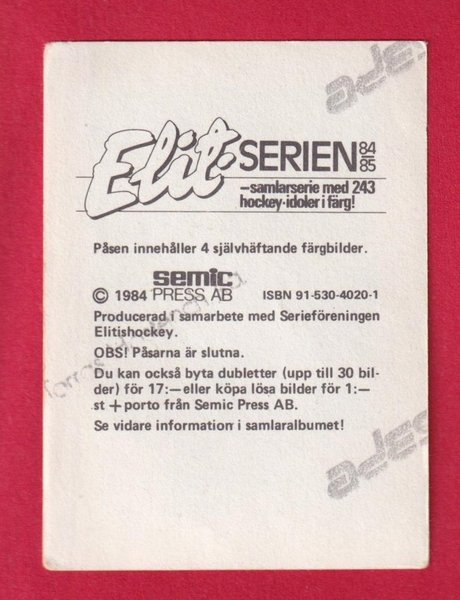 Elit-SERIEN 84 85
–samlarserie med 243
hockey-idoler i färg!
Påsen innehåller 4 självhäftande färgbilder.
semic
© 1984 PRESS AB ISBN 91-530-4020-1
Producerad i samarbete med Serieföreningen
Elitishockey.
OBS! Påsarna är slutna.
Du kan också byta dubletter (upp till 30 bil-
der) för 17:— eller köpa lösa bilder för 1:—
st + porto från Semic Press AB.
Se vidare information i samlaralbumet!